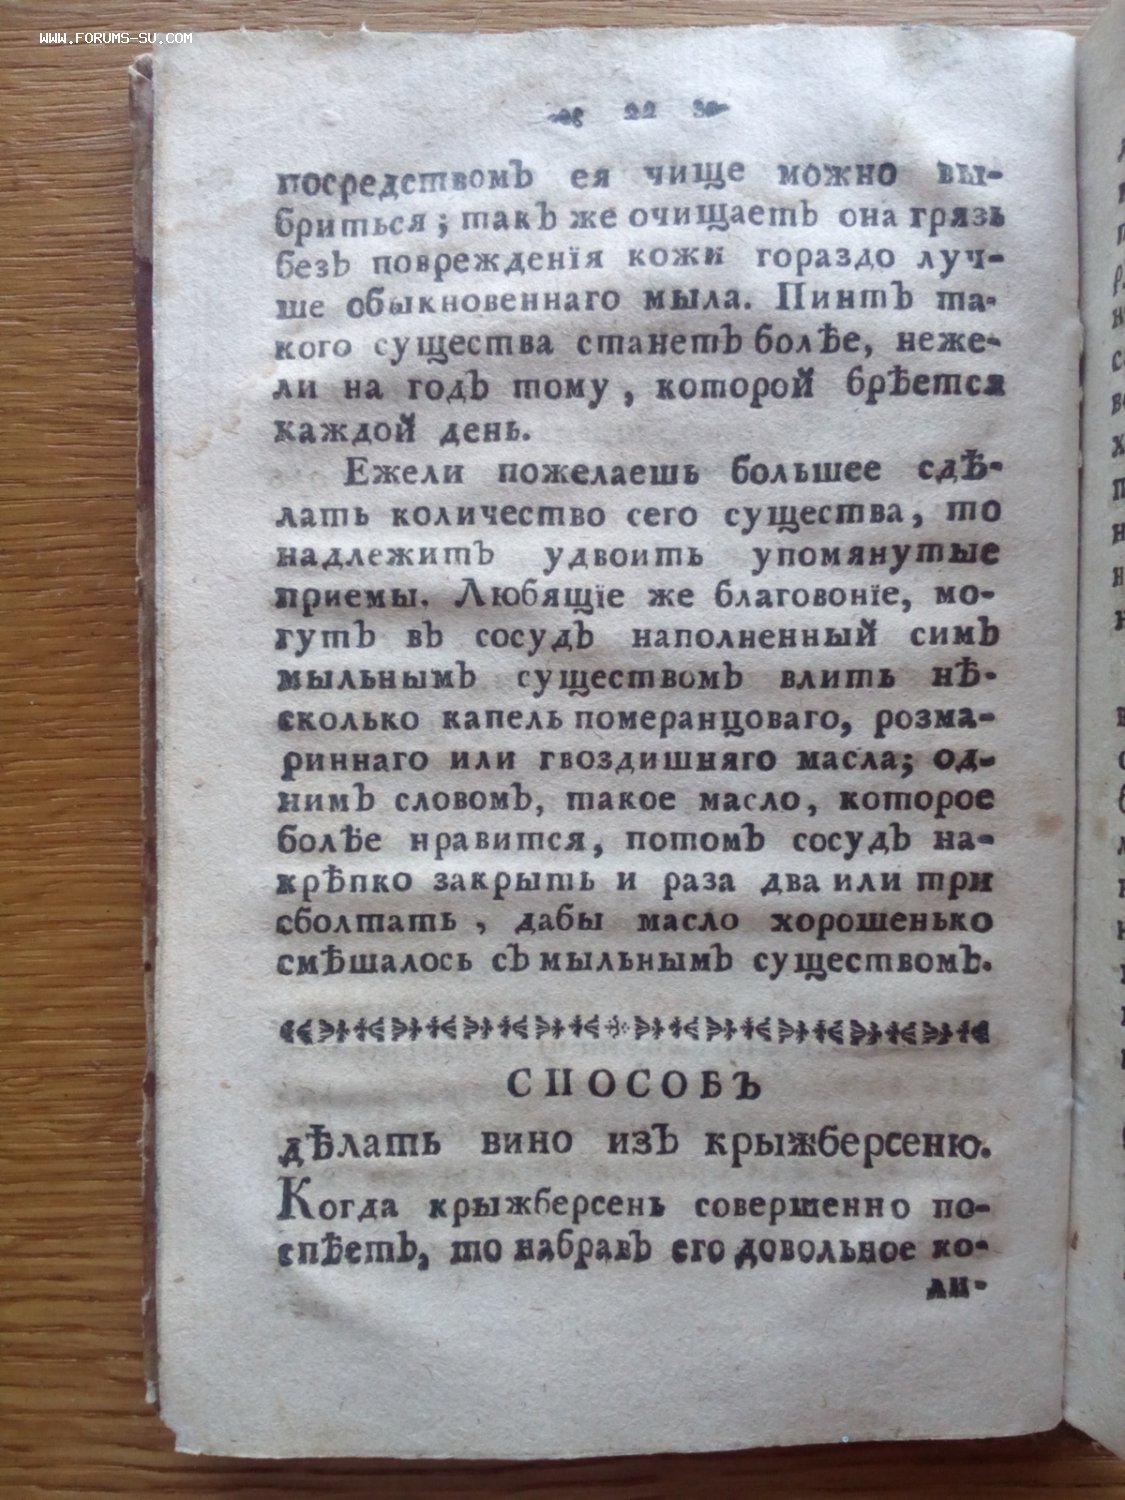 WWW.FORUMS-SU.COM
22
посредствомъ ея чище можно вы-
бриться; такъ же очищаетъ она грязь
безъ поврежденїя кожи гораздо луч-
ше обыкновеннаго мыла. Пинтъ та-
кого существа станетъ болѣе, неже-
ли на годъ тому, которой брѣется
каждой день.
Ежели пожелаешь большее сдѣ-
лать количество сего существа, то
надлежитъ удвоить упомянутые
приемы. Любящїе же благовонїе, мо-
гутъ въ сосудъ наполненный симъ
мыльнымъ существомъ влить нѣ-
сколько капель померанцоваго, розма-
риннаго или гвоздишняго масла; од-
нимъ словомъ, такое масло, которое
болѣе нравится, потомъ сосудъ на-
крѣпко закрыть и раза два или три
сболтать, дабы масло хорошенько
смѣшалось съ мыльнымъ существомъ.
СПОСОБЪ
дѣлать вино изъ крыжберсеню.
Когда крыжберсень совершенно по-
спѣетъ, то набравъ его довольное ко-
ли-